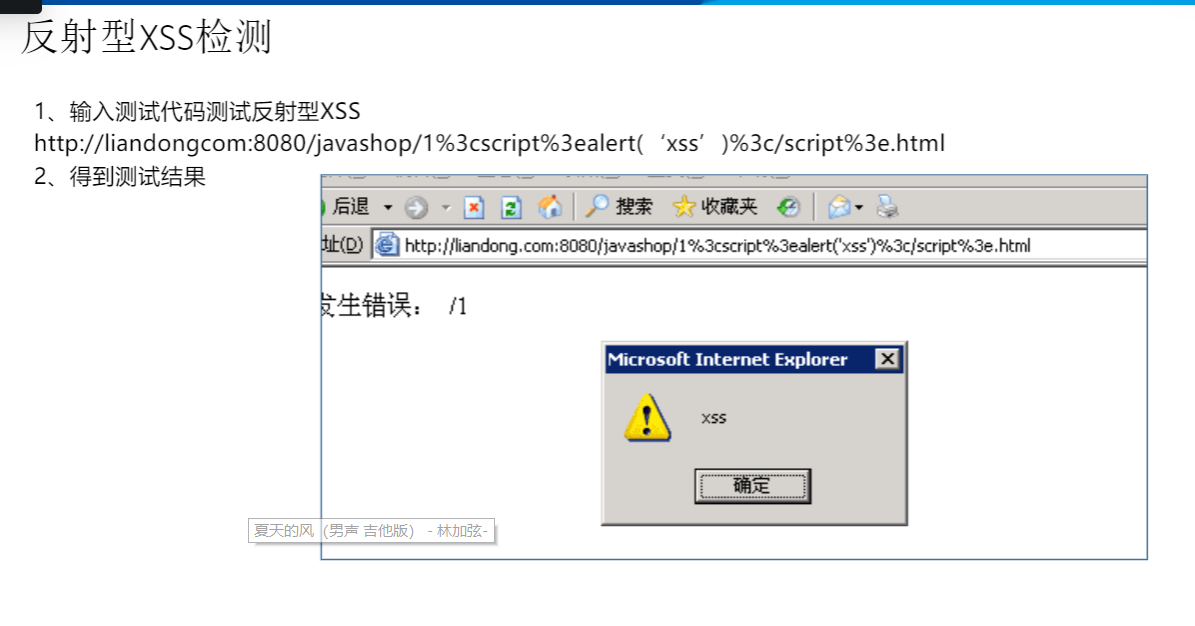 反射型XSS检测
1、输入测试代码测试反射型XSS
http://liandongcom:8080/javashop/1%3cscript%3ealert(‘xss’)%3c/script%3e.html
2、得到测试结果
后退 搜索 收藏夹
址(D) http://liandong.com:8080/javashop/1%3cscript%3ealert('xss')%3c/script%3e.html
发生错误： /1
Microsoft Internet Explorer
xss
确定
夏天的风（男声 吉他版） - 林加弦-